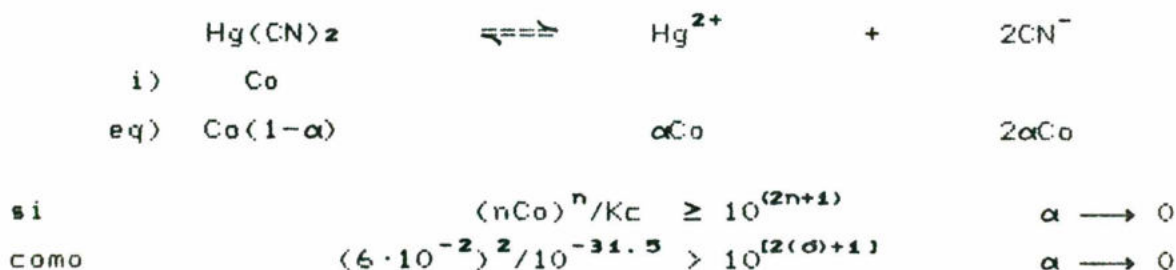 Hg(CN)₂ ⇌ Hg²⁺ + 2CN⁻
i) Co
eq) Co(1-α) αCo 2αCo
si (nCo)ⁿ/Kc ≥ 10⁽²ⁿ⁺¹⁾ α ⟶ 0
como (6·10⁻²)²/10⁻³¹·⁵ > 10^[2(d)+1] α ⟶ 0